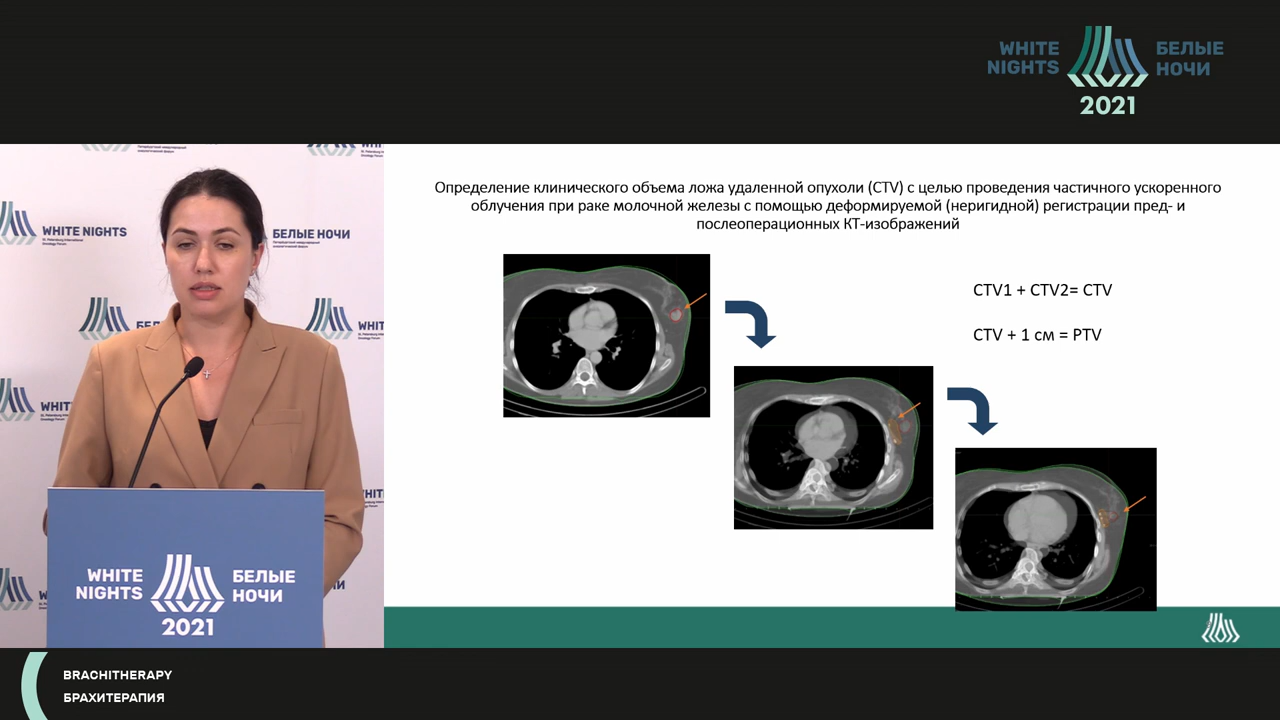 WHITE
NIGHTS
БЕЛЫЕ
НОЧИ
2021
Определение клинического объема ложа удаленной опухоли (CTV) с целью проведения частичного ускоренного
облучения при раке молочной железы с помощью деформируемой (неригидной) регистрации пред- и
послеоперационных КТ-изображений
CTV1 + CTV2= CTV
CTV + 1 см = PTV
WHITE NIGHTS
БЕЛЫЕ НОЧИ
WHITE
NIGHTS
БЕЛЫЕ
НОЧИ
2021
BRACHITHERAPY
БРАХИТЕРАПИЯ